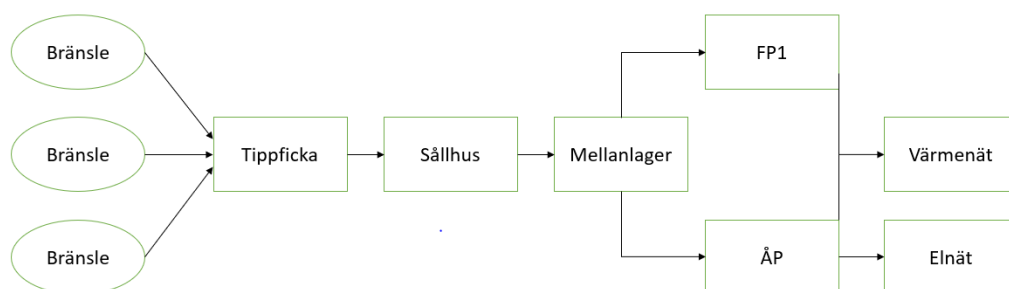 Bränsle
Bränsle
Bränsle
Tippficka
Sållhus
Mellanlager
FP1
ÅP
Värmenät
Elnät